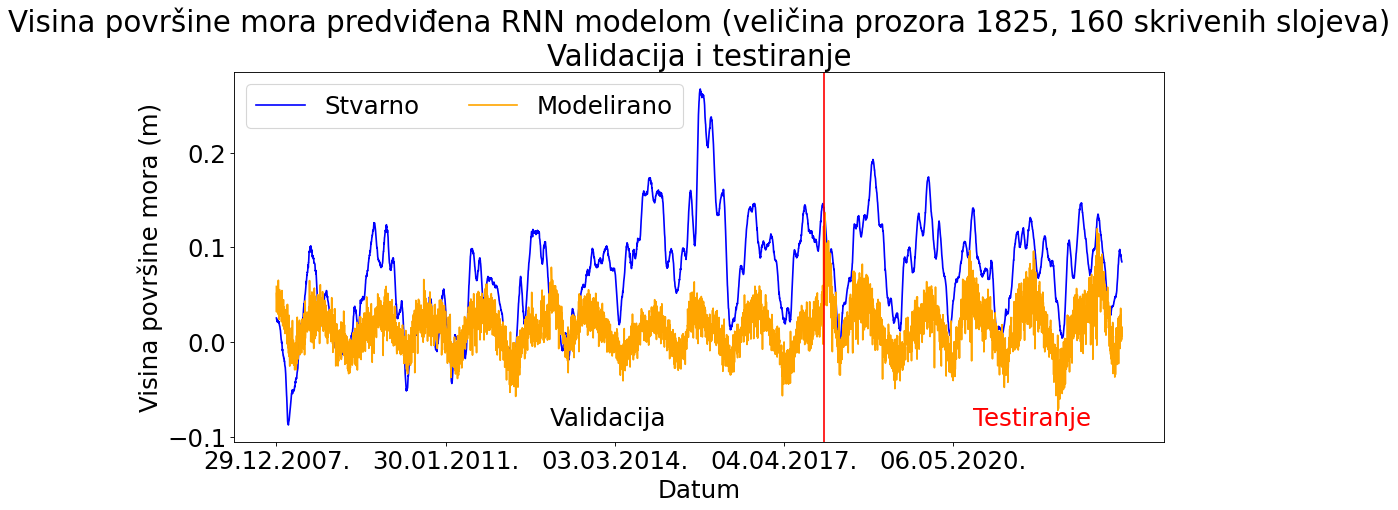 Visina površine mora predviđena RNN modelom (veličina prozora 1825, 160 skrivenih slojeva)
Validacija i testiranje
Stvarno
Modelirano
Visina površine mora (m)
0.2
0.1
0.0
−0.1
Validacija
Testiranje
29.12.2007.
30.01.2011.
03.03.2014.
04.04.2017.
06.05.2020.
Datum